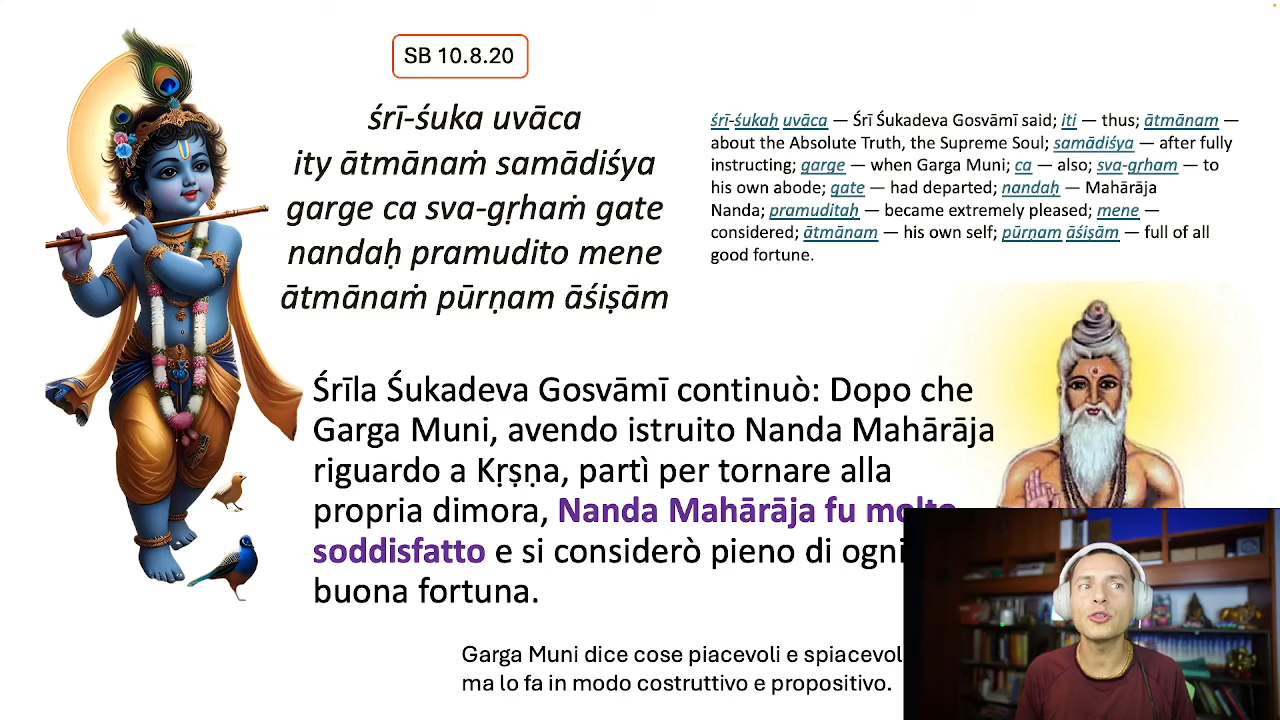 SB 10.8.20
śrī-śuka uvāca
ity ātmānaṁ samādiśya
garge ca sva-gṛhaṁ gate
nandaḥ pramudito mene
ātmānaṁ pūrṇam āśiṣām
śrī-śukaḥ uvāca — Śrī Śukadeva Gosvāmī said; iti — thus; ātmānam —
about the Absolute Truth, the Supreme Soul; samādiśya — after fully
instructing; garge — when Garga Muni; ca — also; sva-gṛham — to
his own abode; gate — had departed; nandaḥ — Mahārāja
Nanda; pramuditaḥ — became extremely pleased; mene —
considered; ātmānam — his own self; pūrṇam āśiṣām — full of all
good fortune.
Śrīla Śukadeva Gosvāmī continuò: Dopo che
Garga Muni, avendo istruito Nanda Mahārāja
riguardo a Kṛṣṇa, partì per tornare alla
propria dimora, Nanda Mahārāja fu molto
soddisfatto e si considerò pieno di ogni
buona fortuna.
Garga Muni dice cose piacevoli e spiacevol
ma lo fa in modo costruttivo e propositivo.